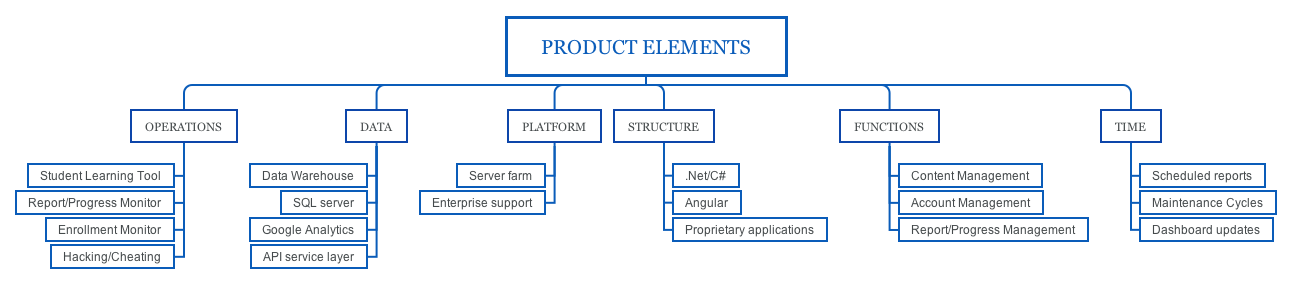 PRODUCT ELEMENTS
OPERATIONS
Student Learning Tool
Report/Progress Monitor
Enrollment Monitor
Hacking/Cheating
DATA
Data Warehouse
SQL server
Google Analytics
API service layer
PLATFORM
Server farm
Enterprise support
STRUCTURE
.Net/C#
Angular
Proprietary applications
FUNCTIONS
Content Management
Account Management
Report/Progress Management
TIME
Scheduled reports
Maintenance Cycles
Dashboard updates